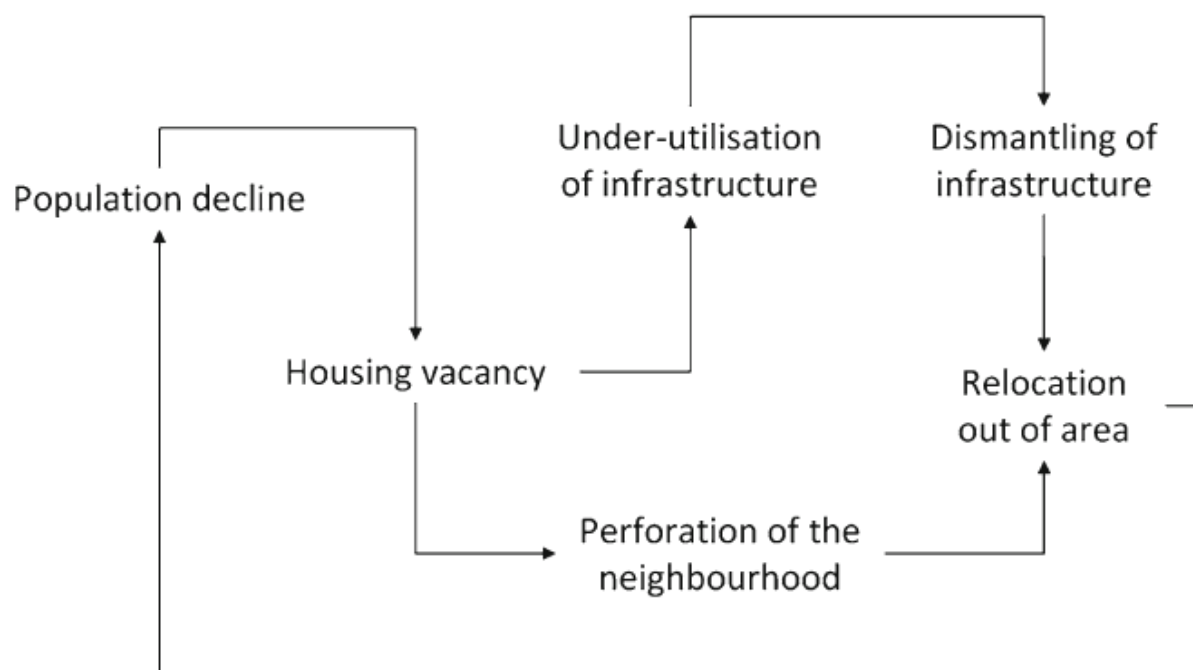 Population decline
Housing vacancy
Under-utilisation
of infrastructure
Dismantling of
infrastructure
Relocation
out of area
Perforation of the
neighbourhood